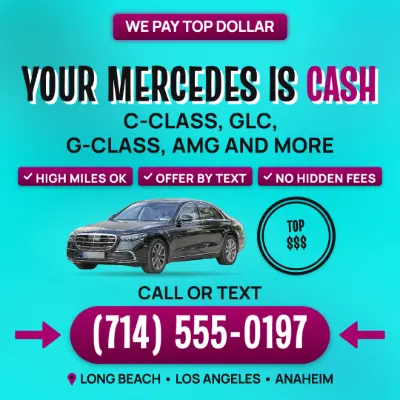 WE PAY TOP DOLLAR
YOUR MERCEDES IS CASH
C-CLASS, GLC,
G-CLASS, AMG AND MORE
✓ HIGH MILES OK ✓ OFFER BY TEXT ✓ NO HIDDEN FEES
TOP
$$$
CALL OR TEXT
(714) 555-0197
LONG BEACH • LOS ANGELES • ANAHEIM